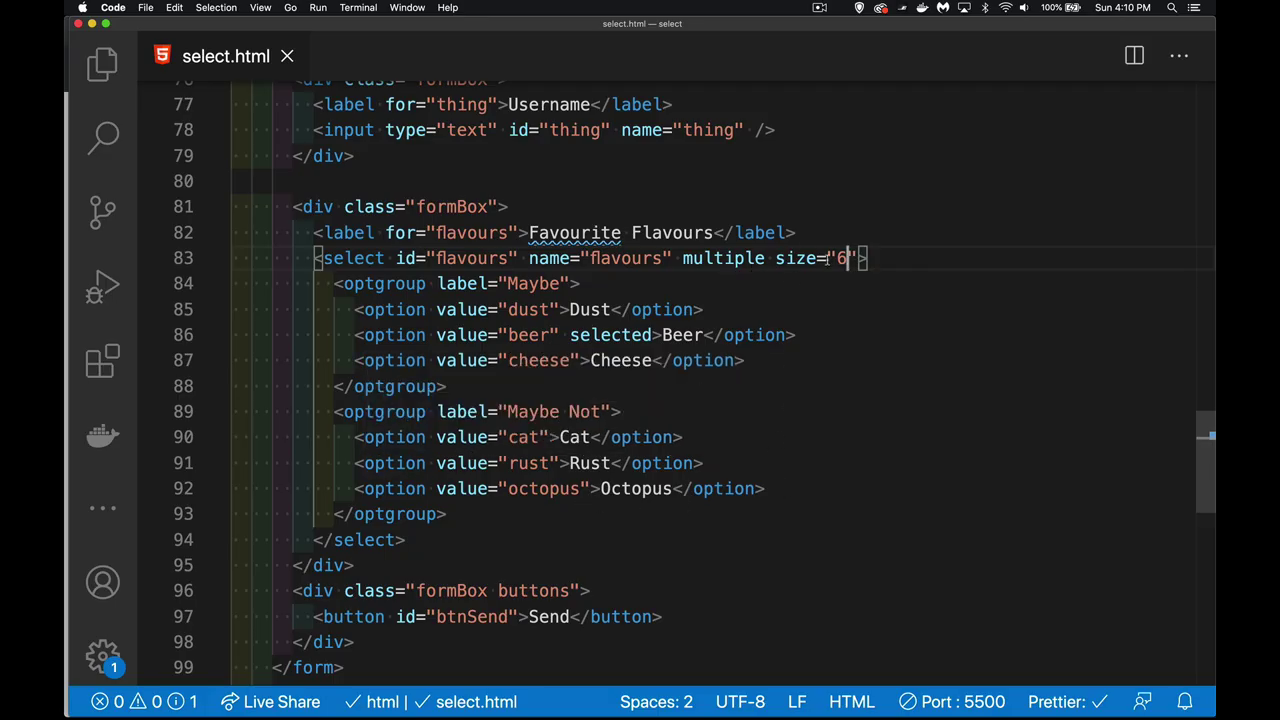 Code File Edit Selection View Go Run Terminal Window Help 100% Sun 4:10 PM
select.html — select
select.html
76 <div class="formBox">
77 <label for="thing">Username</label>
78 <input type="text" id="thing" name="thing" />
79 </div>
80
81 <div class="formBox">
82 <label for="flavours">Favourite Flavours</label>
83 <select id="flavours" name="flavours" multiple size="6">
84 <optgroup label="Maybe">
85 <option value="dust">Dust</option>
86 <option value="beer" selected>Beer</option>
87 <option value="cheese">Cheese</option>
88 </optgroup>
89 <optgroup label="Maybe Not">
90 <option value="cat">Cat</option>
91 <option value="rust">Rust</option>
92 <option value="octopus">Octopus</option>
93 </optgroup>
94 </select>
95 </div>
96 <div class="formBox buttons">
97 <button id="btnSend">Send</button>
98 </div>
99 </form>
1
0 0 1 Live Share html | select.html Spaces: 2 UTF-8 LF HTML Port : 5500 Prettier: